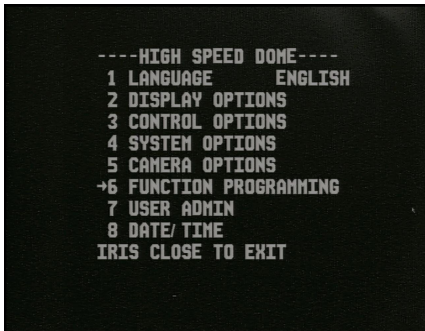 ----HIGH SPEED DOME----
1 LANGUAGE ENGLISH
2 DISPLAY OPTIONS
3 CONTROL OPTIONS
4 SYSTEM OPTIONS
5 CAMERA OPTIONS
→6 FUNCTION PROGRAMMING
7 USER ADMIN
8 DATE/ TIME
IRIS CLOSE TO EXIT